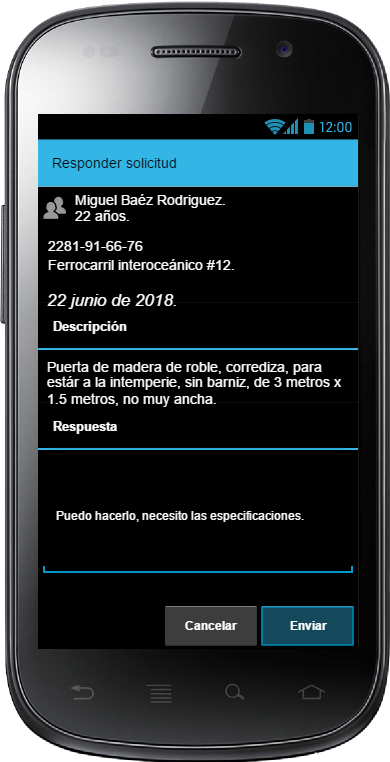 12:00
Responder solicitud
Miguel Baéz Rodriguez.
22 años.
2281-91-66-76
Ferrocarril interoceánico #12.
22 junio de 2018.
Descripción
Puerta de madera de roble, corrediza, para
estár a la intemperie, sin barniz, de 3 metros x
1.5 metros, no muy ancha.
Respuesta
Puedo hacerlo, necesito las especificaciones.
Cancelar
Enviar